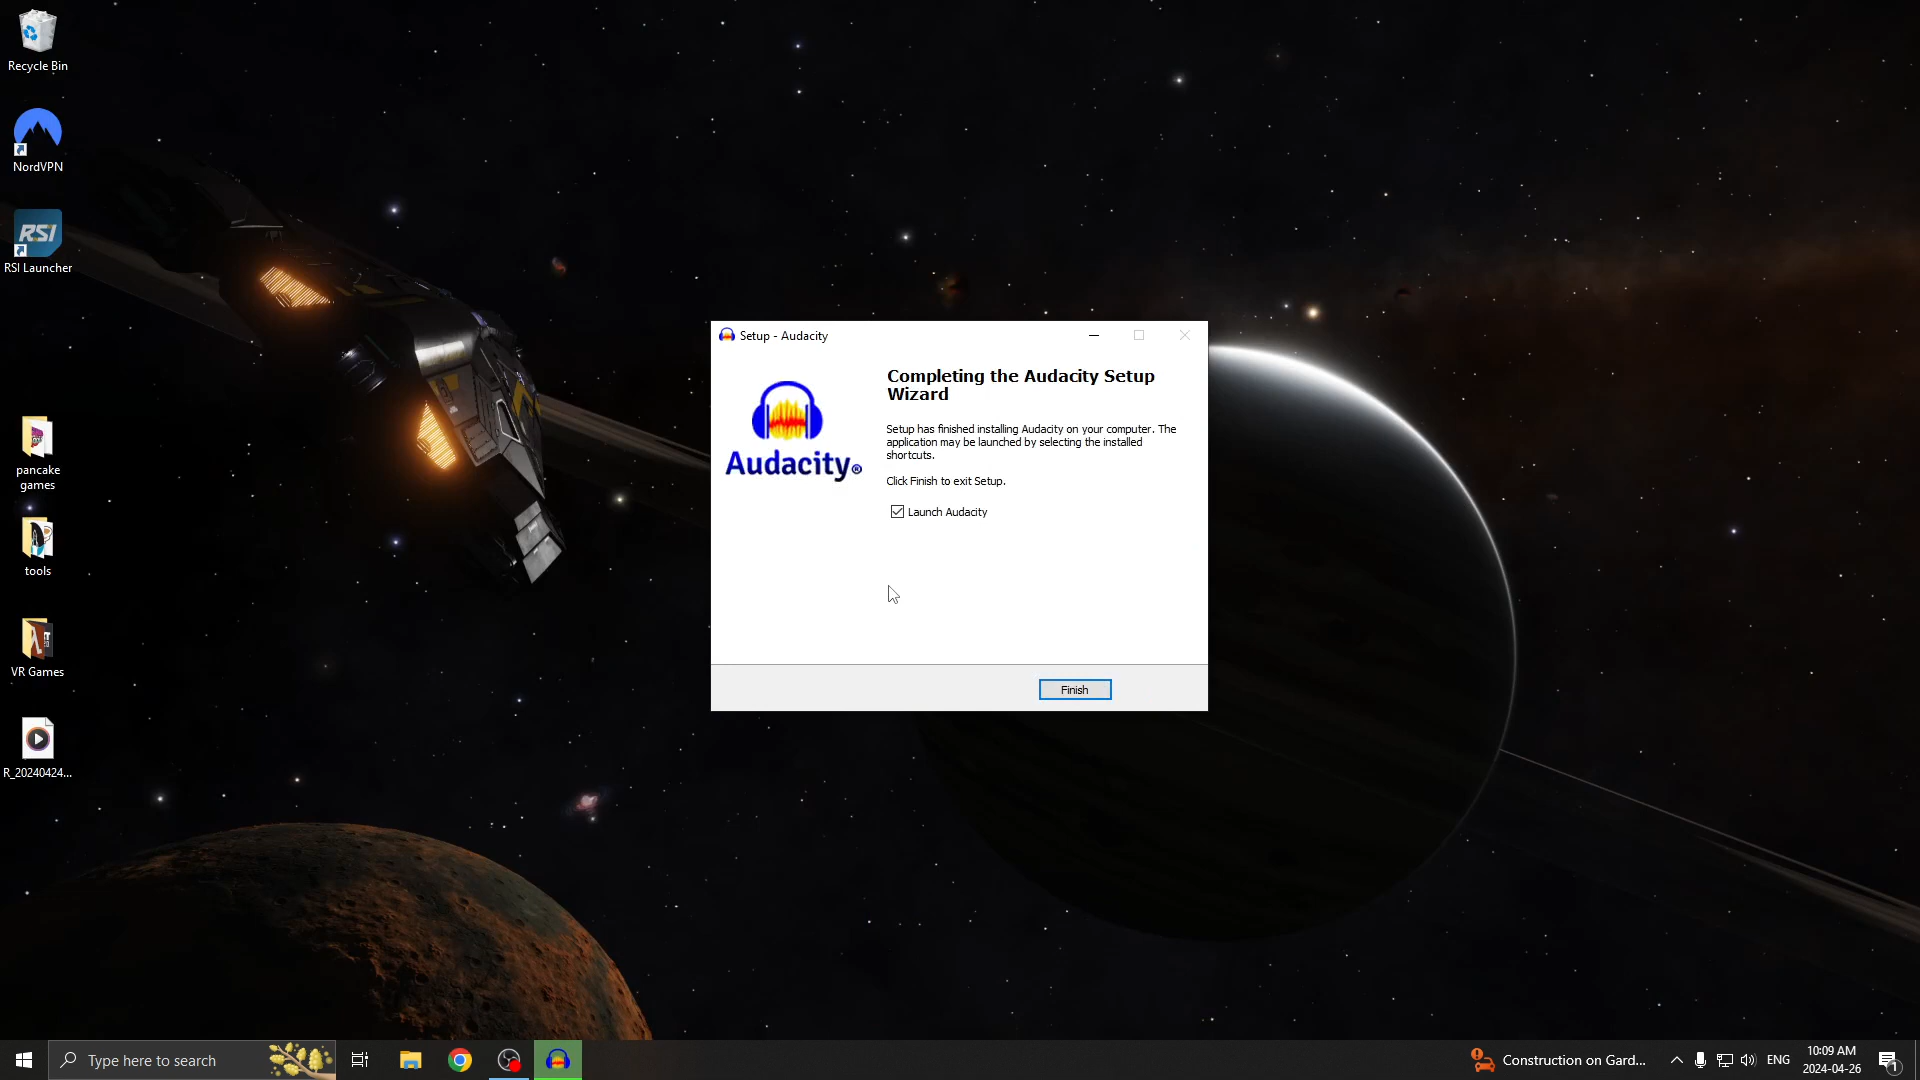 Recycle Bin
NordVPN
RSI
RSI Launcher
pancake
games
tools
VR Games
R_20240424...
Setup - Audacity
Audacity®
Completing the Audacity Setup
Wizard
Setup has finished installing Audacity on your computer. The
application may be launched by selecting the installed
shortcuts.
Click Finish to exit Setup.
Launch Audacity
Finish
Type here to search
Construction on Gard...
ENG
10:09 AM
2024-04-26
1